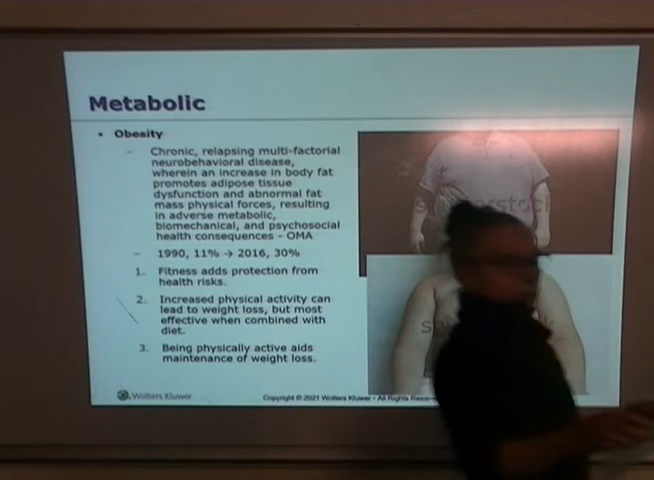 Metabolic
• Obesity
– Chronic, relapsing multi-factorial
neurobehavioral disease,
wherein an increase in body fat
promotes adipose tissue
dysfunction and abnormal fat
mass physical forces, resulting
in adverse metabolic,
biomechanical, and psychosocial
health consequences - OMA
– 1990, 11% → 2016, 30%
1. Fitness adds protection from
health risks.
2. Increased physical activity can
lead to weight loss, but most
effective when combined with
diet.
3. Being physically active aids
maintenance of weight loss.
Wolters Kluwer
Copyright © 2021 Wolters Kluwer - All Rights